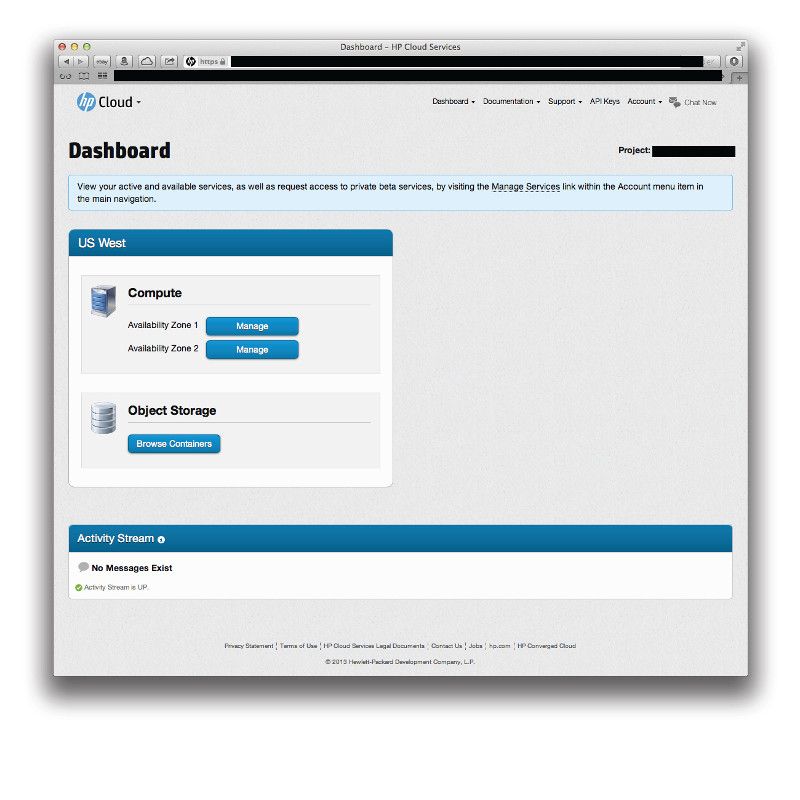 Dashboard – HP Cloud Services
ebay
hp https
hp Cloud
Dashboard Documentation Support API Keys Account Chat Now
Dashboard
Project:
View your active and available services, as well as request access to private beta services, by visiting the Manage Services link within the Account menu item in
the main navigation.
US West
Compute
Availability Zone 1 Manage
Availability Zone 2 Manage
Object Storage
Browse Containers
Activity Stream
No Messages Exist
Activity Stream is UP.
Privacy Statement ¦ Terms of Use ¦ HP Cloud Services Legal Documents ¦ Contact Us ¦ Jobs ¦ hp.com ¦ HP Converged Cloud
© 2013 Hewlett-Packard Development Company, L.P.